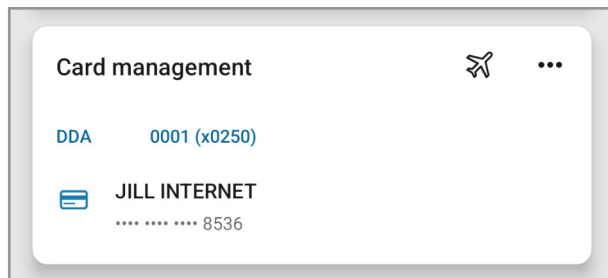 Card management
DDA 0001 (x0250)
JILL INTERNET
•••• •••• •••• 8536